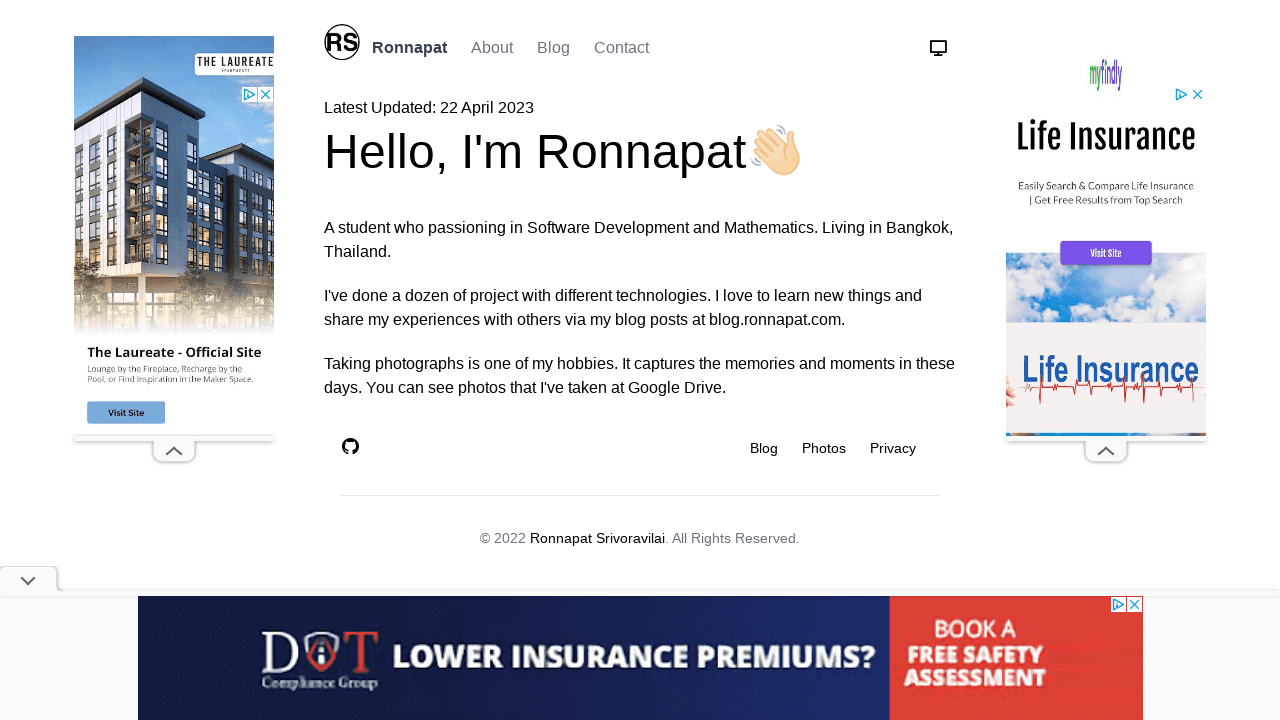 RS
Ronnapat About Blog Contact
Latest Updated: 22 April 2023
Hello, I'm Ronnapat
A student who passioning in Software Development and Mathematics. Living in Bangkok,
Thailand.
I've done a dozen of project with different technologies. I love to learn new things and
share my experiences with others via my blog posts at blog.ronnapat.com.
Taking photographs is one of my hobbies. It captures the memories and moments in these
days. You can see photos that I've taken at Google Drive.
Blog Photos Privacy
© 2022 Ronnapat Srivoravilai. All Rights Reserved.
THE LAUREATE
APARTMENTS
The Laureate - Official Site
Lounge by the Fireplace, Recharge by the
Pool, or Find Inspiration in the Maker Space.
Visit Site
myfindly
Life Insurance
Easily Search & Compare Life Insurance
| Get Free Results from Top Search
Visit Site
Life Insurance
DOT
Compliance Group
LOWER INSURANCE PREMIUMS?
BOOK A
FREE SAFETY
ASSESSMENT